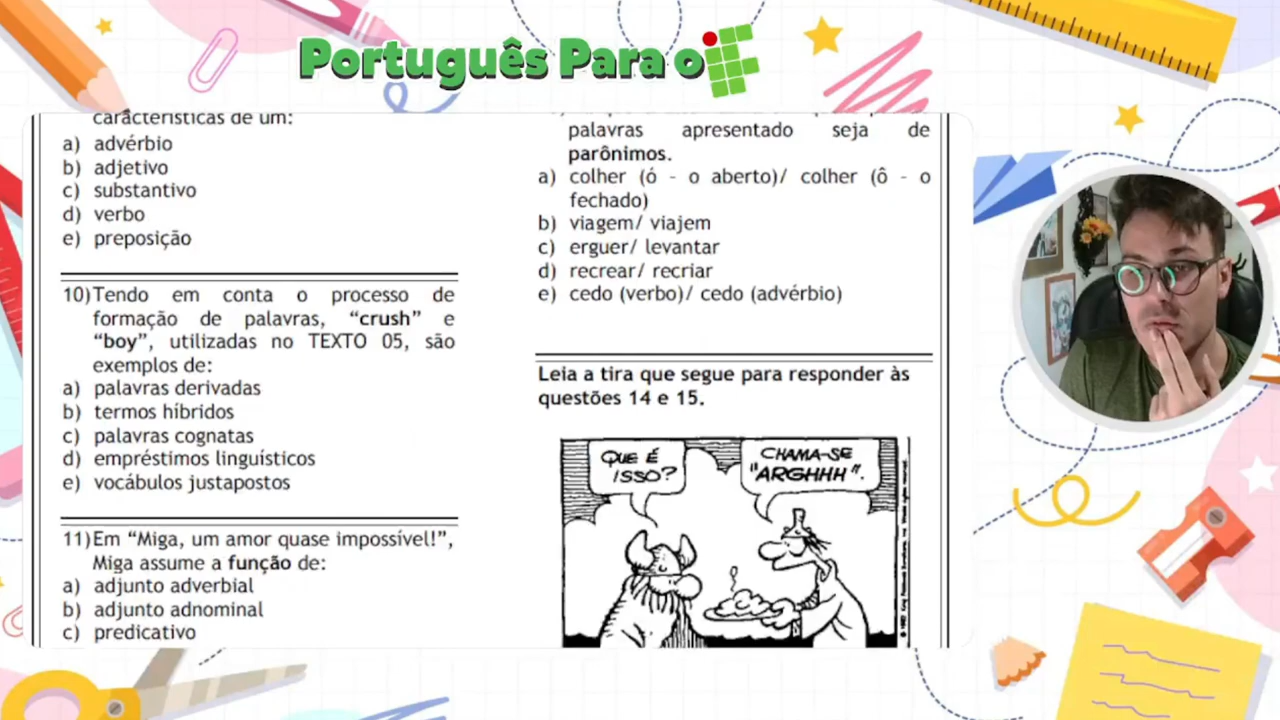 Português Para o
características de um:
a) advérbio
b) adjetivo
c) substantivo
d) verbo
e) preposição
10)Tendo em conta o processo de
formação de palavras, “crush” e
“boy”, utilizadas no TEXTO 05, são
exemplos de:
a) palavras derivadas
b) termos híbridos
c) palavras cognatas
d) empréstimos linguísticos
e) vocábulos justapostos
11)Em “Miga, um amor quase impossível!”,
Miga assume a função de:
a) adjunto adverbial
b) adjunto adnominal
c) predicativo
palavras apresentado seja de
parônimos.
a) colher (ó - o aberto)/ colher (ô - o
fechado)
b) viagem/ viajem
c) erguer/ levantar
d) recrear/ recriar
e) cedo (verbo)/ cedo (advérbio)
Leia a tira que segue para responder às
questões 14 e 15.
QUE É
ISSO?
CHAMA-SE
"ARGHHH".